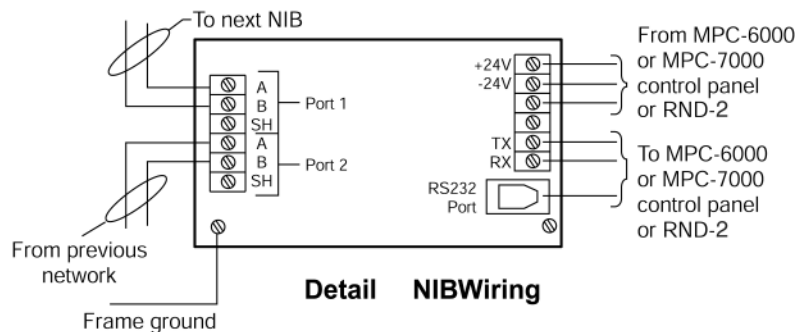 To next NIB
From MPC-6000
or MPC-7000
control panel
or RND-2
+24V
-24V
A
B
SH
Port 1
A
B
SH
Port 2
TX
RX
RS232
Port
To MPC-6000
or MPC-7000
control panel
or RND-2
From previous
network
Frame ground
Detail NIBWiring